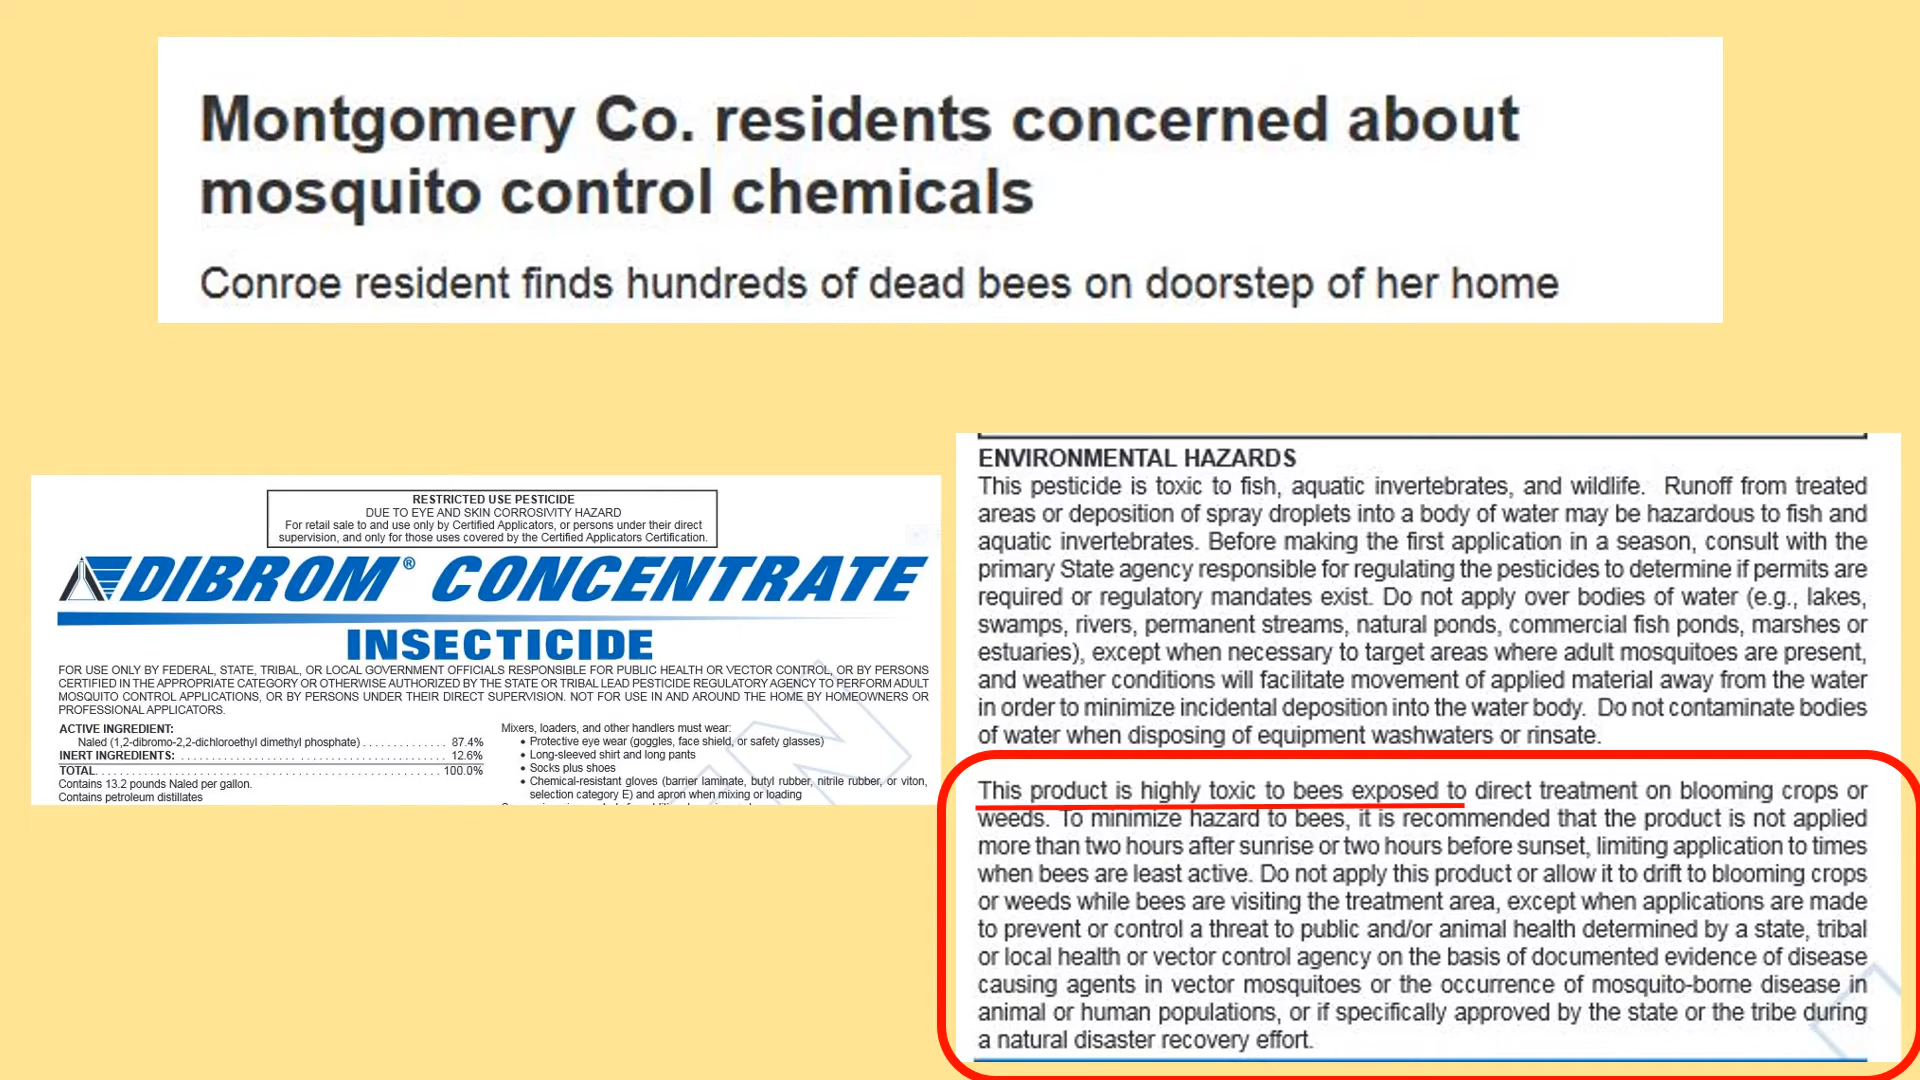 Montgomery Co. residents concerned about
mosquito control chemicals
Conroe resident finds hundreds of dead bees on doorstep of her home
RESTRICTED USE PESTICIDE
DUE TO EYE AND SKIN CORROSIVITY HAZARD
For retail sale to and use only by Certified Applicators, or persons under their direct
supervision, and only for those uses covered by the Certified Applicators Certification.
DIBROM® CONCENTRATE
INSECTICIDE
FOR USE ONLY BY FEDERAL, STATE, TRIBAL, OR LOCAL GOVERNMENT OFFICIALS RESPONSIBLE FOR PUBLIC HEALTH OR VECTOR CONTROL, OR BY PERSONS
CERTIFIED IN THE APPROPRIATE CATEGORY OR OTHERWISE AUTHORIZED BY THE STATE OR TRIBAL LEAD PESTICIDE REGULATORY AGENCY TO PERFORM ADULT
MOSQUITO CONTROL APPLICATIONS, OR BY PERSONS UNDER THEIR DIRECT SUPERVISION. NOT FOR USE IN AND AROUND THE HOME BY HOMEOWNERS OR
PROFESSIONAL APPLICATORS.
ACTIVE INGREDIENT:
Naled (1,2-dibromo-2,2-dichloroethyl dimethyl phosphate) . . . . . . . . . . . . . . 87.4%
INERT INGREDIENTS: . . . . . . . . . . . . . . . . . . . . . . . . . . . . . . . . . . . . . . . . 12.6%
TOTAL. . . . . . . . . . . . . . . . . . . . . . . . . . . . . . . . . . . . . . . . . . . . . . . . . . 100.0%
Contains 13.2 pounds Naled per gallon.
Contains petroleum distillates
Mixers, loaders, and other handlers must wear:
• Protective eye wear (goggles, face shield, or safety glasses)
• Long-sleeved shirt and long pants
• Socks plus shoes
• Chemical-resistant gloves (barrier laminate, butyl rubber, nitrile rubber, or viton,
selection category E) and apron when mixing or loading
ENVIRONMENTAL HAZARDS
This pesticide is toxic to fish, aquatic invertebrates, and wildlife. Runoff from treated
areas or deposition of spray droplets into a body of water may be hazardous to fish and
aquatic invertebrates. Before making the first application in a season, consult with the
primary State agency responsible for regulating the pesticides to determine if permits are
required or regulatory mandates exist. Do not apply over bodies of water (e.g., lakes,
swamps, rivers, permanent streams, natural ponds, commercial fish ponds, marshes or
estuaries), except when necessary to target areas where adult mosquitoes are present,
and weather conditions will facilitate movement of applied material away from the water
in order to minimize incidental deposition into the water body. Do not contaminate bodies
of water when disposing of equipment washwaters or rinsate.
This product is highly toxic to bees exposed to direct treatment on blooming crops or
weeds. To minimize hazard to bees, it is recommended that the product is not applied
more than two hours after sunrise or two hours before sunset, limiting application to times
when bees are least active. Do not apply this product or allow it to drift to blooming crops
or weeds while bees are visiting the treatment area, except when applications are made
to prevent or control a threat to public and/or animal health determined by a state, tribal
or local health or vector control agency on the basis of documented evidence of disease
causing agents in vector mosquitoes or the occurrence of mosquito-borne disease in
animal or human populations, or if specifically approved by the state or the tribe during
a natural disaster recovery effort.